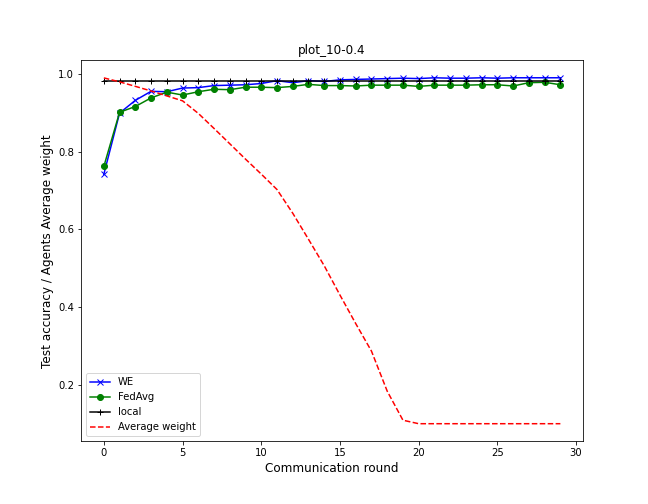 plot_10-0.4
Test accuracy / Agents Average weight
1.0
0.8
0.6
0.4
0.2
WE
FedAvg
local
Average weight
0 5 10 15 20 25 30
Communication round